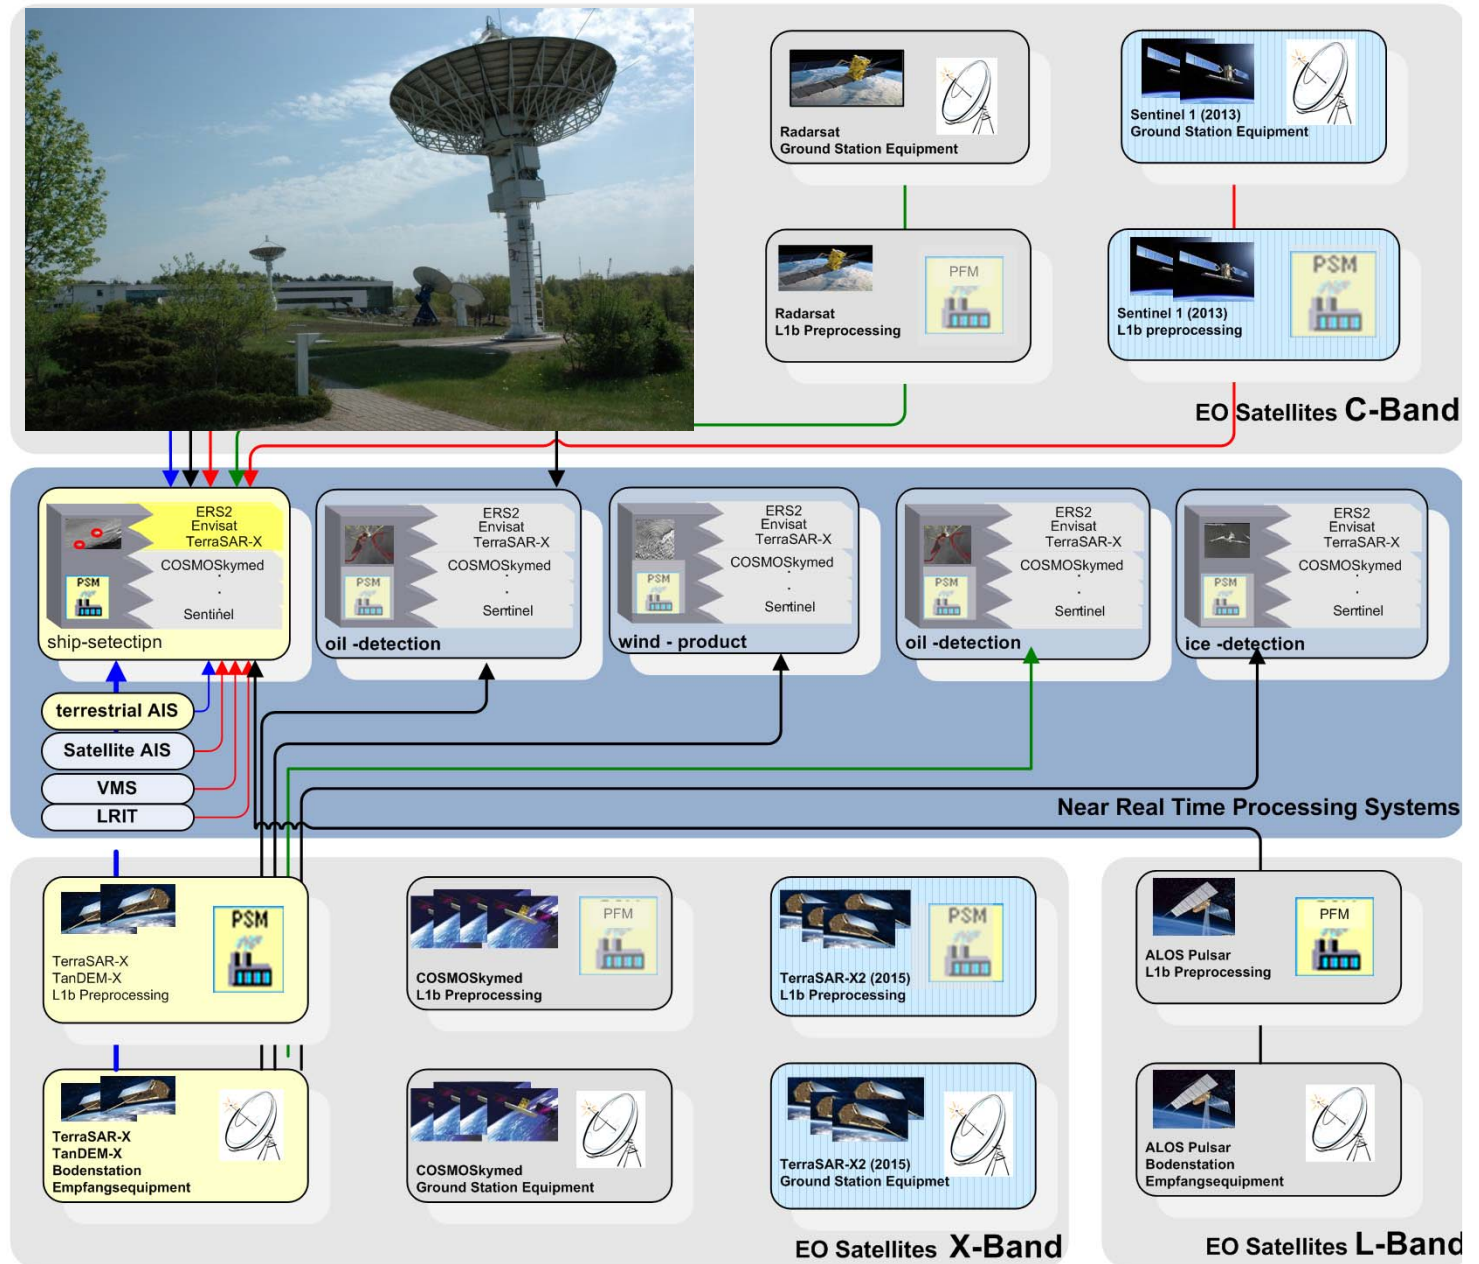 Radarsat
Ground Station Equipment
Sentinel 1 (2013)
Ground Station Equipment
PFM
Radarsat
L1b Preprocessing
PSM
Sentinel 1 (2013)
L1b preprocessing
EO Satellites C-Band
ERS2
Envisat
TerraSAR-X
COSMOSkymed
.
.
Sentinel
PSM
ship-setectipn
ERS2
Envisat
TerraSAR-X
COSMOSkymed
.
.
Sentinel
PSM
oil -detection
ERS2
Envisat
TerraSAR-X
COSMOSkymed
.
.
Sentinel
PSM
wind - product
ERS2
Envisat
TerraSAR-X
COSMOSkymed
.
.
Sentinel
PSM
oil -detection
ERS2
Envisat
TerraSAR-X
COSMOSkymed
.
.
Sentinel
PSM
ice -detection
terrestrial AIS
Satellite AIS
VMS
LRIT
Near Real Time Processing Systems
PSM
TerraSAR-X
TanDEM-X
L1b Preprocessing
PFM
COSMOSkymed
L1b Preprocessing
PSM
TerraSAR-X2 (2015)
L1b Preprocessing
PFM
ALOS Pulsar
L1b Preprocessing
TerraSAR-X
TanDEM-X
Bodenstation
Empfangsequipment
COSMOSkymed
Ground Station Equipment
TerraSAR-X2 (2015)
Ground Station Equipmet
ALOS Pulsar
Bodenstation
Empfangsequipment
EO Satellites X-Band
EO Satellites L-Band